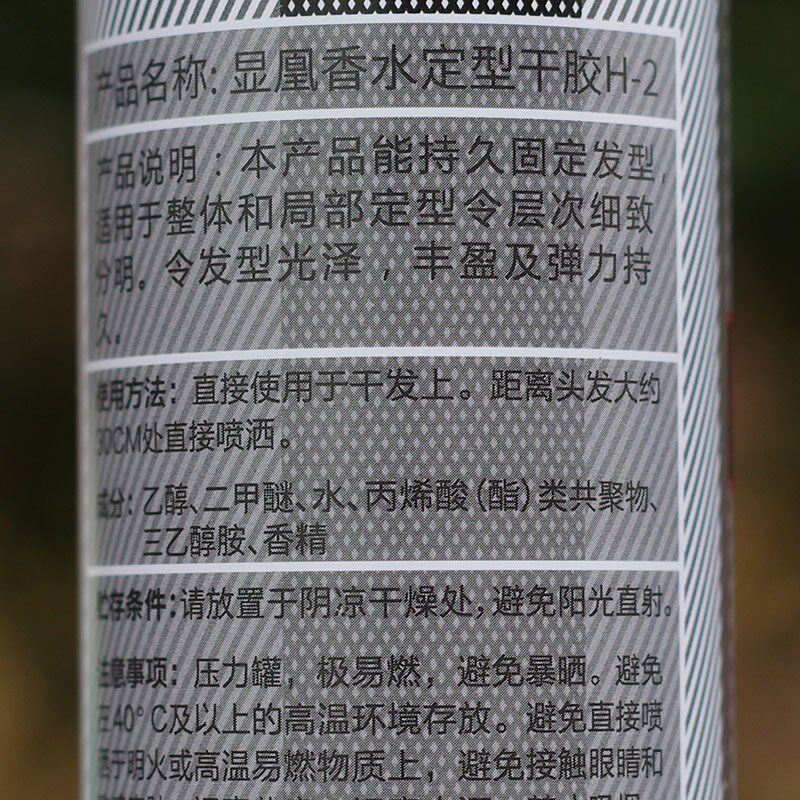 产品名称: 显凰香水定型干胶H-2
产品说明：本产品能持久固定发型,
适用于整体和局部定型令层次细致
分明。令发型光泽，丰盈及弹力持
久。
使用方法: 直接使用于干发上。距离头发大约
30CM处直接喷洒。
成分: 乙醇、二甲醚、水、丙烯酸(酯)类共聚物、
三乙醇胺、香精
贮存条件: 请放置于阴凉干燥处, 避免阳光直射。
注意事项: 压力罐，极易燃，避免暴晒。避免
在40°C及以上的高温环境存放。避免直接喷
洒于明火或高温易燃物质上，避免接触眼睛和